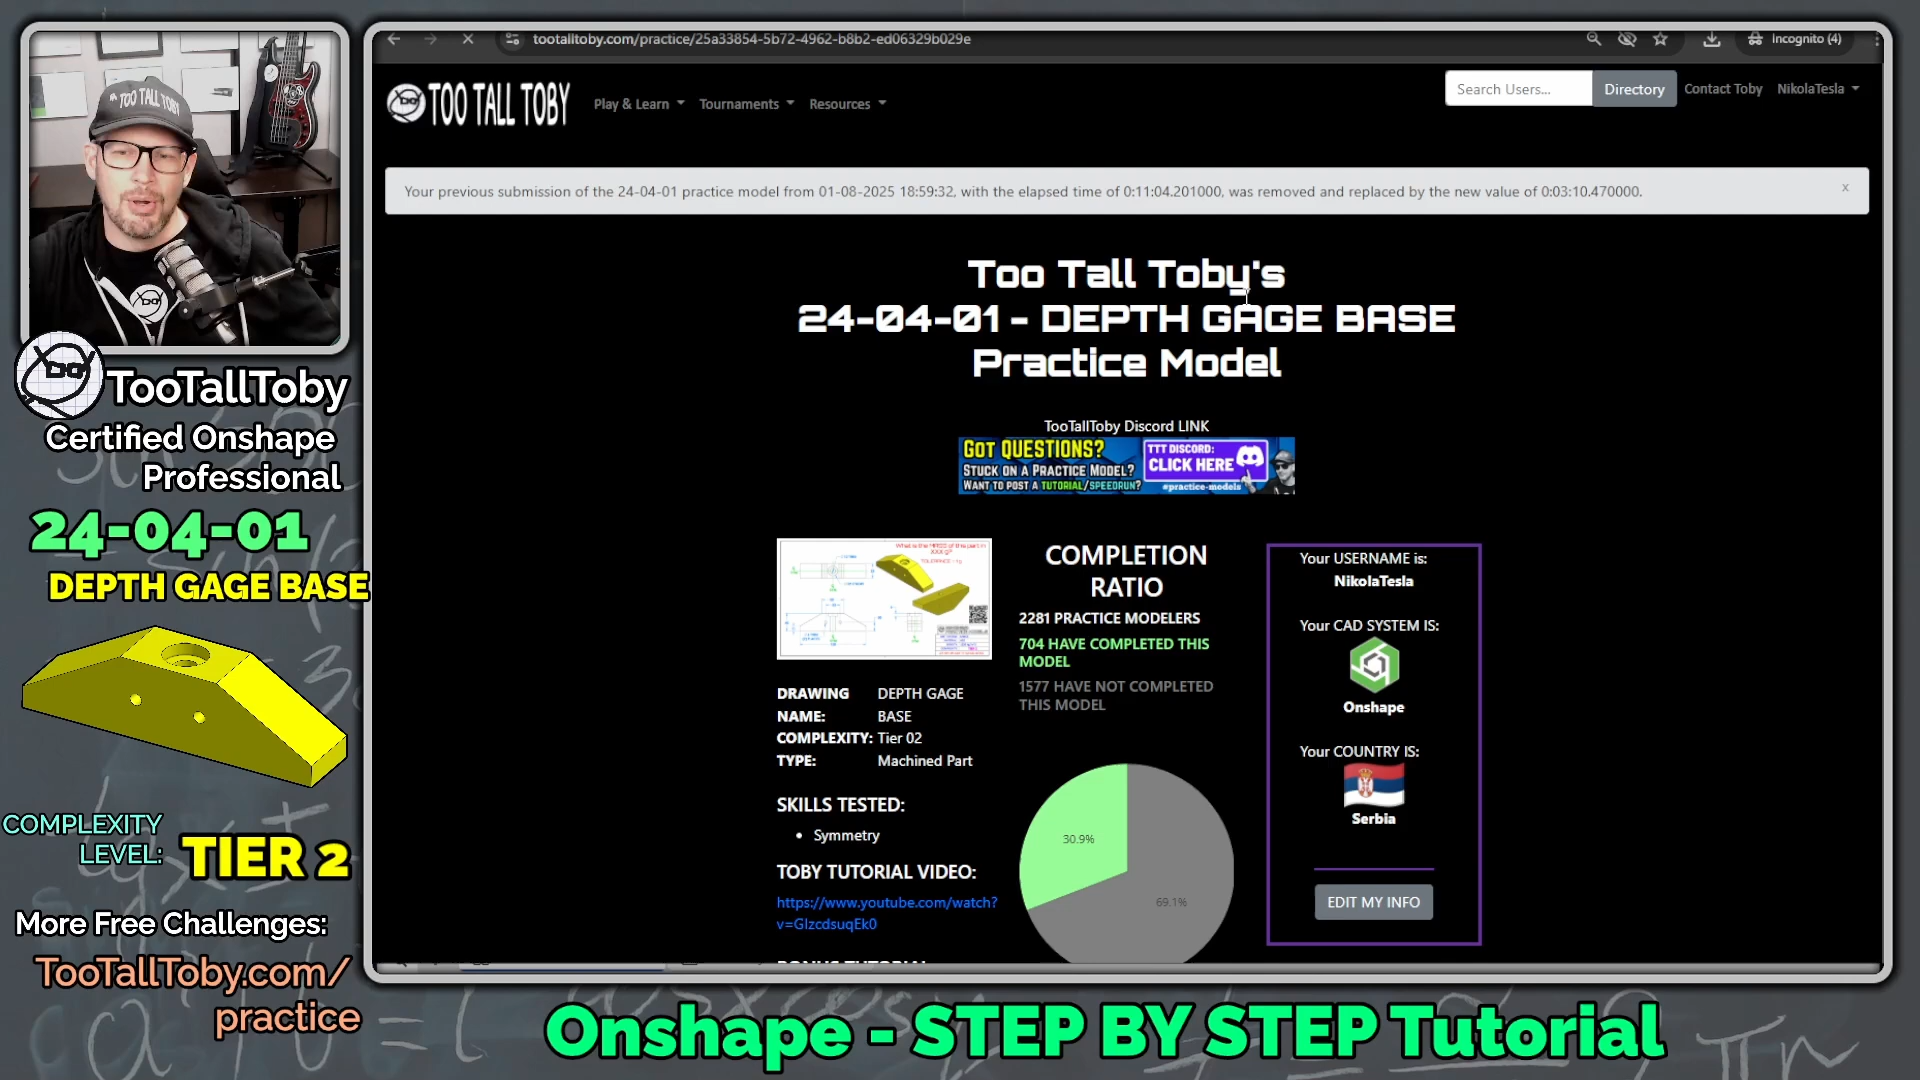 tootalltoby.com/practice/25a33854-5b72-4962-b8b2-ed06329b029e
Incognito (4)
TOO TALL TOBY
Play & Learn
Tournaments
Resources
Search Users...
Directory
Contact Toby
NikolaTesla
Your previous submission of the 24-04-01 practice model from 01-08-2025 18:59:32, with the elapsed time of 0:11:04.201000, was removed and replaced by the new value of 0:03:10.470000.
x
Too Tall Toby's
24-04-01 - DEPTH GAGE BASE
Practice Model
TooTallToby Discord LINK
GOT QUESTIONS?
STUCK ON A PRACTICE MODEL?
WANT TO POST A TUTORIAL/SPEEDRUN?
TTT DISCORD:
CLICK HERE
#practice-models
DRAWING NAME:
DEPTH GAGE BASE
COMPLEXITY: Tier 02
TYPE: Machined Part
SKILLS TESTED:
• Symmetry
TOBY TUTORIAL VIDEO:
https://www.youtube.com/watch?
v=GlzcdsuqEk0
COMPLETION
RATIO
2281 PRACTICE MODELERS
704 HAVE COMPLETED THIS
MODEL
1577 HAVE NOT COMPLETED
THIS MODEL
30.9%
69.1%
Your USERNAME is:
NikolaTesla
Your CAD SYSTEM IS:
Onshape
Your COUNTRY IS:
Serbia
EDIT MY INFO
TOO TALL TOBY
TooTallToby
Certified Onshape
Professional
24-04-01
DEPTH GAGE BASE
COMPLEXITY
LEVEL:
TIER 2
More Free Challenges:
TooTallToby.com/
practice
Onshape - STEP BY STEP Tutorial